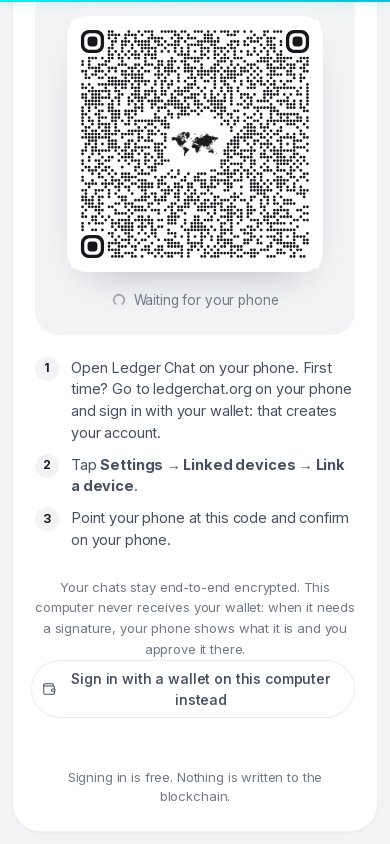 Waiting for your phone
1 Open Ledger Chat on your phone. First
time? Go to ledgerchat.org on your phone
and sign in with your wallet: that creates
your account.
2 Tap Settings → Linked devices → Link
a device.
3 Point your phone at this code and confirm
on your phone.
Your chats stay end-to-end encrypted. This
computer never receives your wallet: when it needs
a signature, your phone shows what it is and you
approve it there.
Sign in with a wallet on this computer
instead
Signing in is free. Nothing is written to the
blockchain.